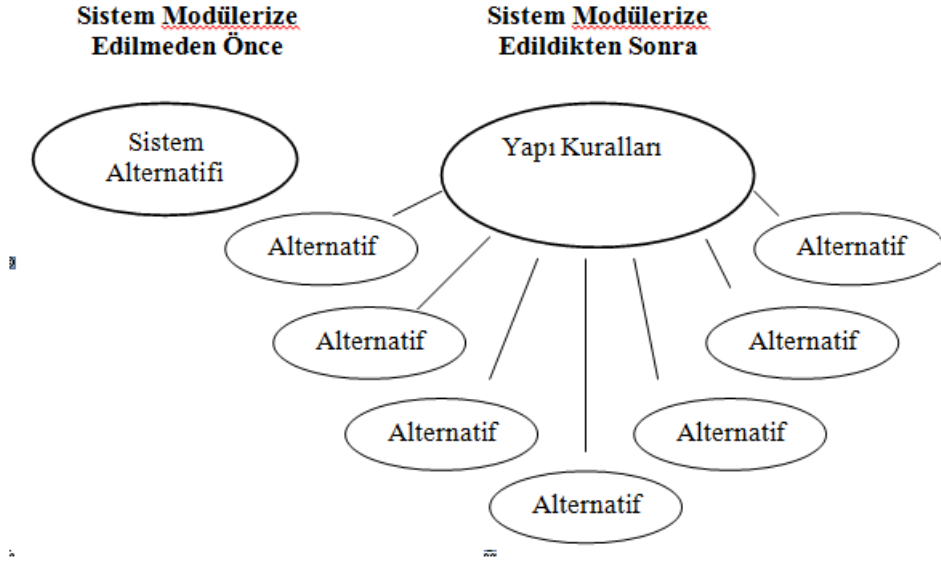 Sistem Modülerize
Edilmeden Önce
Sistem Modülerize
Edildikten Sonra
Sistem
Alternatifi
Yapı Kuralları
Alternatif
Alternatif
Alternatif
Alternatif
Alternatif
Alternatif
Alternatif